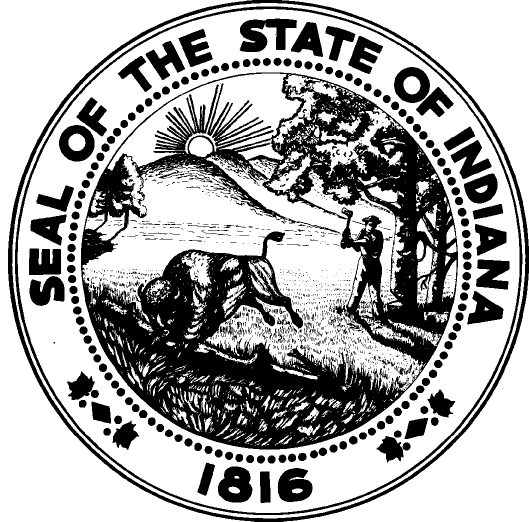 SEAL OF THE STATE OF INDIANA
1816